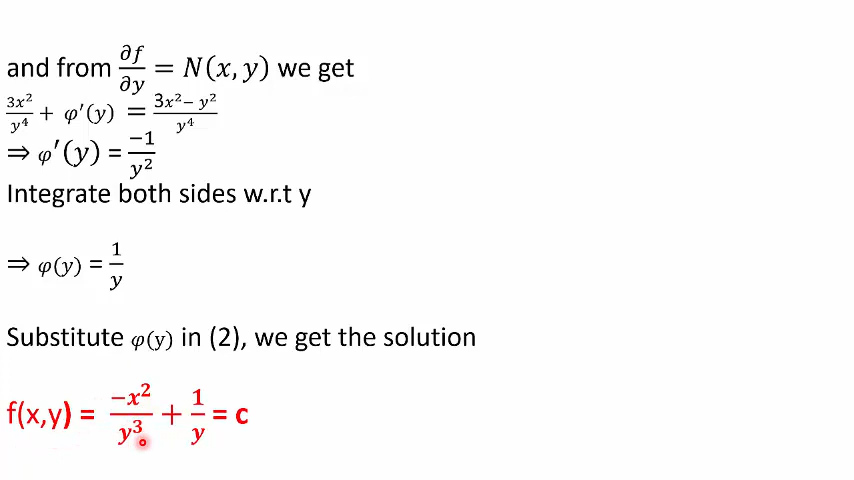 and from ∂f/∂y = N(x, y) we get
3x²/y⁴ + φ′(y) = 3x²− y²/y⁴
⇒ φ′(y) = −1/y²
Integrate both sides w.r.t y
⇒ φ(y) = 1/y
Substitute φ(y) in (2), we get the solution
f(x,y) = −x²/y³ + 1/y = c